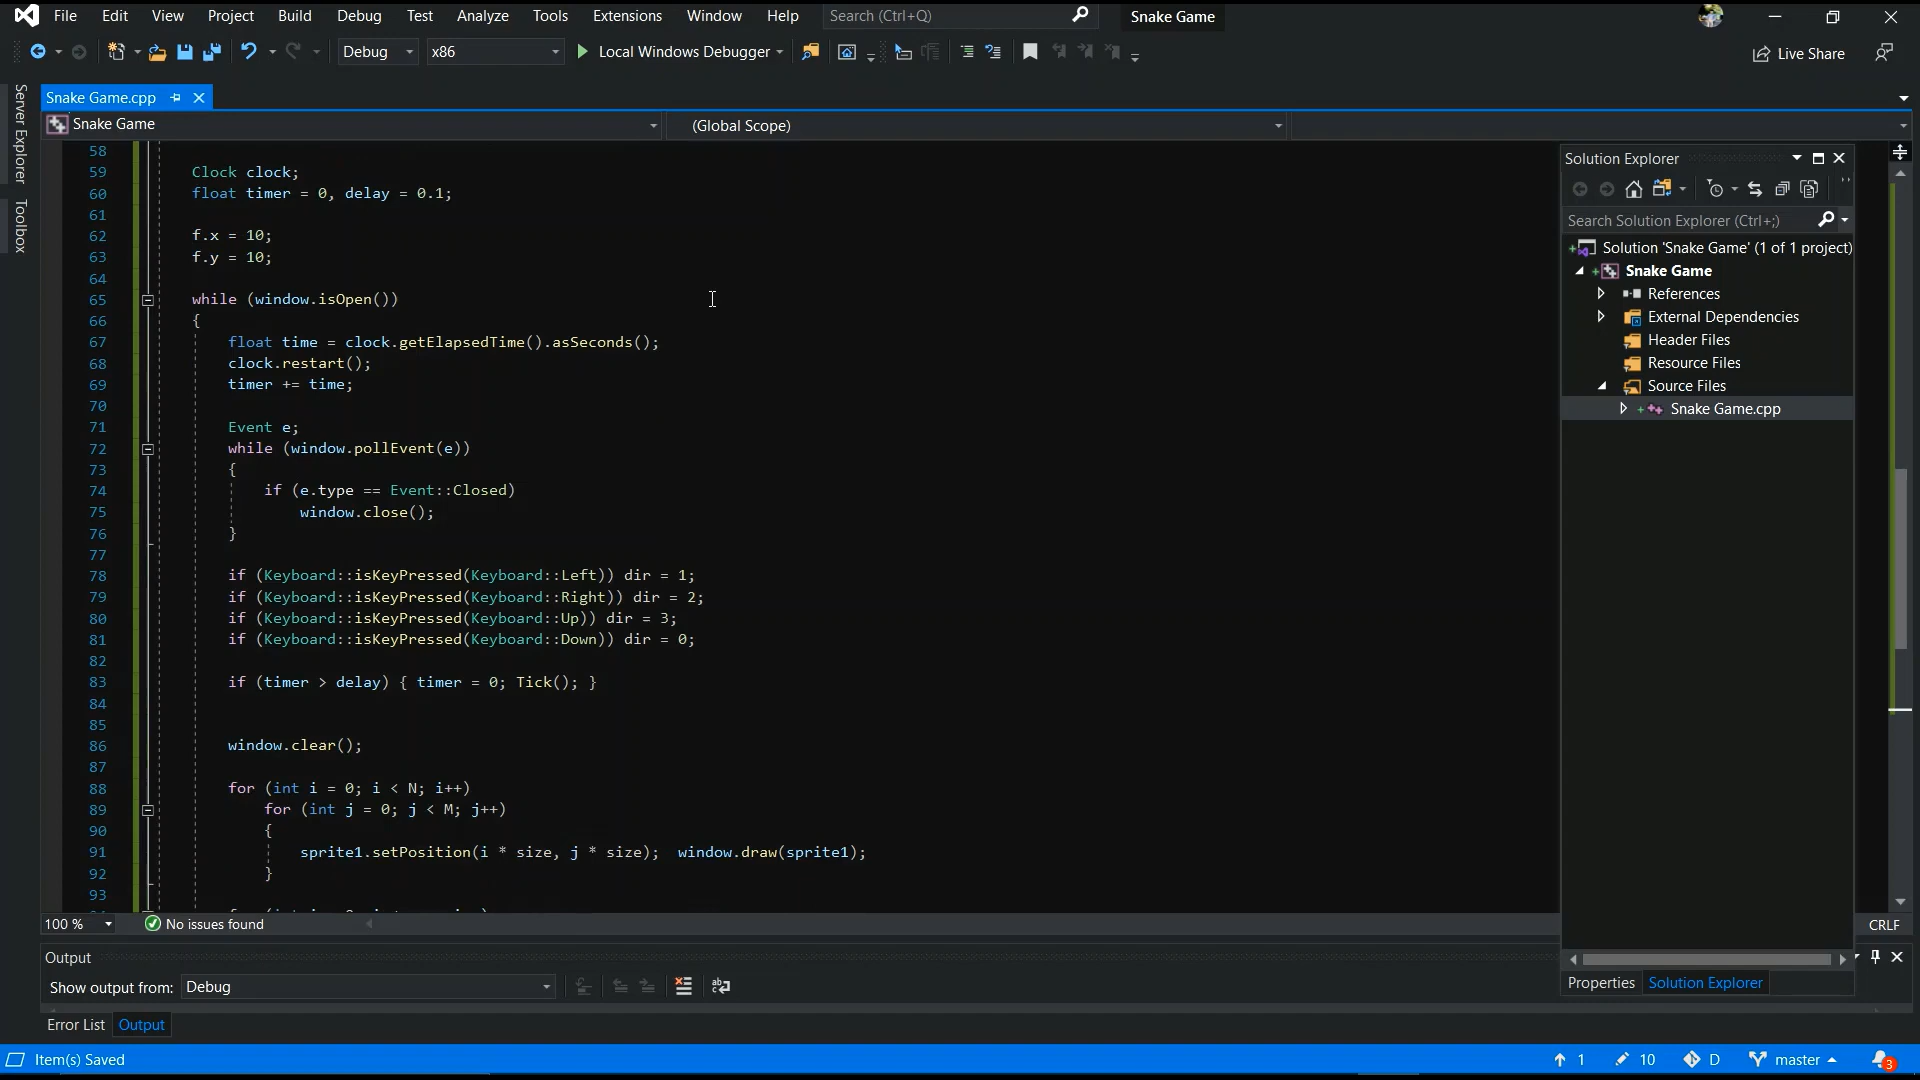 File Edit View Project Build Debug Test Analyze Tools Extensions Window Help Search (Ctrl+Q) Snake Game
Debug x86 Local Windows Debugger Live Share
Server Explorer
Toolbox
Snake Game.cpp
Snake Game (Global Scope)
58
59 Clock clock;
60 float timer = 0, delay = 0.1;
61
62 f.x = 10;
63 f.y = 10;
64
65 while (window.isOpen())
66 {
67 float time = clock.getElapsedTime().asSeconds();
68 clock.restart();
69 timer += time;
70
71 Event e;
72 while (window.pollEvent(e))
73 {
74 if (e.type == Event::Closed)
75 window.close();
76 }
77
78 if (Keyboard::isKeyPressed(Keyboard::Left)) dir = 1;
79 if (Keyboard::isKeyPressed(Keyboard::Right)) dir = 2;
80 if (Keyboard::isKeyPressed(Keyboard::Up)) dir = 3;
81 if (Keyboard::isKeyPressed(Keyboard::Down)) dir = 0;
82
83 if (timer > delay) { timer = 0; Tick(); }
84
85
86 window.clear();
87
88 for (int i = 0; i < N; i++)
89 for (int j = 0; j < M; j++)
90 {
91 sprite1.setPosition(i * size, j * size); window.draw(sprite1);
92 }
93
Solution Explorer
Search Solution Explorer (Ctrl+;)
Solution 'Snake Game' (1 of 1 project)
Snake Game
References
External Dependencies
Header Files
Resource Files
Source Files
Snake Game.cpp
Properties Solution Explorer
100 % No issues found CRLF
Output
Show output from: Debug
Error List Output
Item(s) Saved 1 10 D master 3